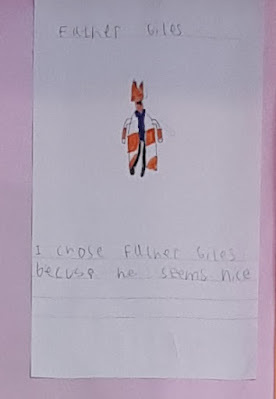 Father Giles
I chose Father Giles
becuse he seems nice